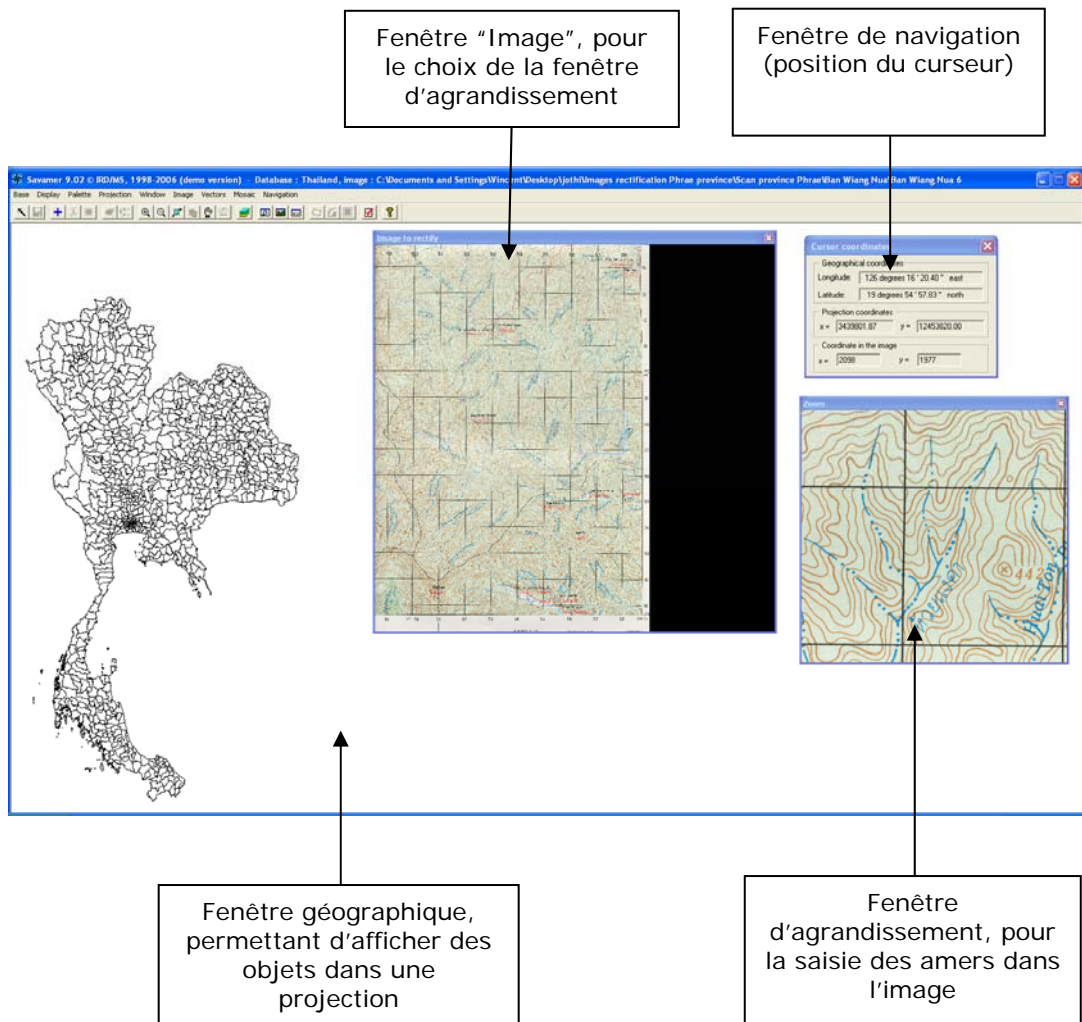 Fenêtre “Image”, pour
le choix de la fenêtre
d'agrandissement
Fenêtre de navigation
(position du curseur)
Savamer 9.02 © IRD/MS, 1998-2006 (demo version) - Database : Thailand, image : C:\Documents and Settings\Vincent\Desktop\jothi\Images rectification Phrae province\Scan province Phrae\Ban Wiang Nua\Ban Wiang Nua 6
Base Display Palette Projection Window Image Vectors Mosaic Navigation
Image to rectify
Cursor coordinates
Geographical coordinates
Longitude: 126 degrees 16 ' 20.40 " east
Latitude: 19 degrees 54 ' 57.83 " north
Projection coordinates
x = 3439801.87 y = 12453820.00
Coordinate in the image
x = 2098 y = 1977
Zoom
442
Huai Ton
Fenêtre géographique,
permettant d'afficher des
objets dans une
projection
Fenêtre
d'agrandissement, pour
la saisie des amers dans
l'image